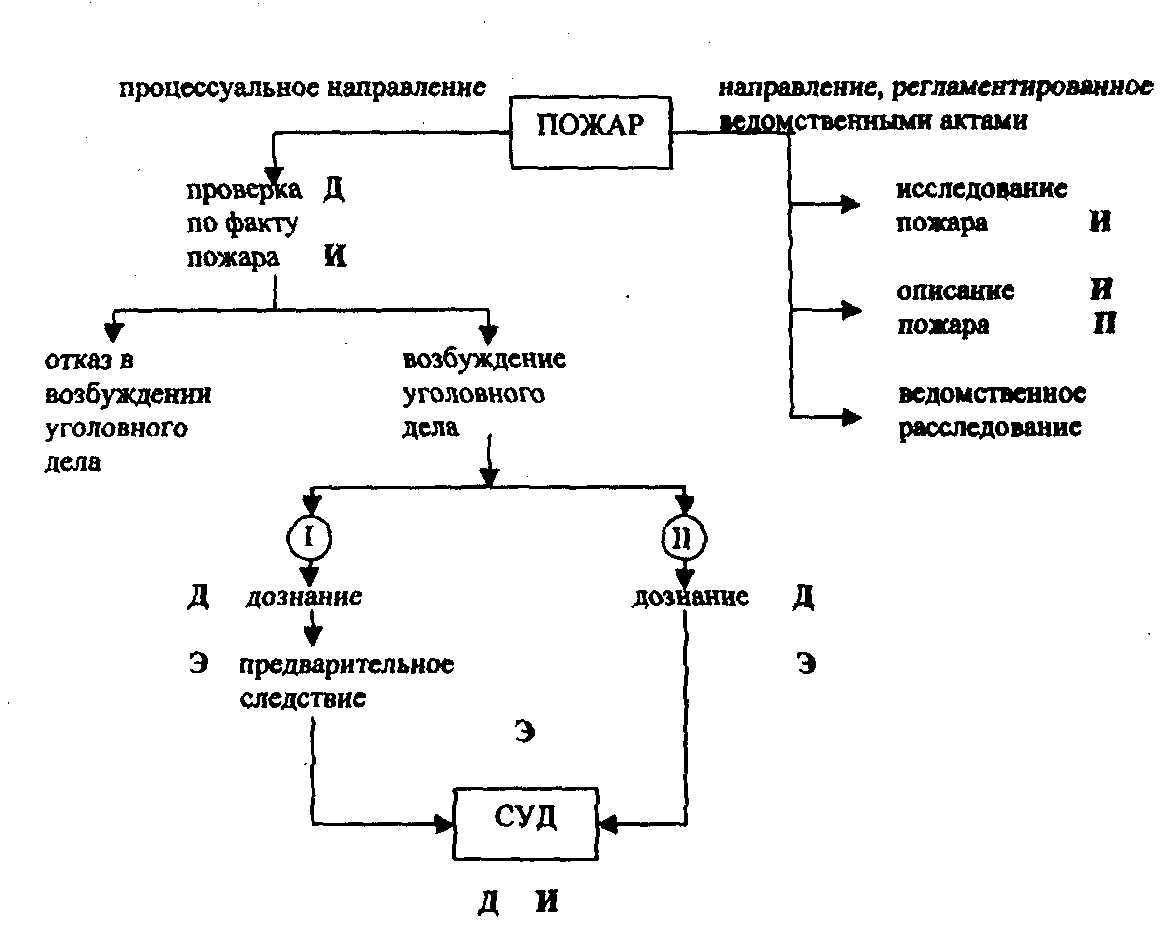 процессуальное направление
направление, регламентированное
ведомственными актами
ПОЖАР
проверка Д
по факту
пожара И
исследование
пожара И
описание И
пожара П
ведомственное
расследование
отказ в
возбуждении
уголовного
дела
возбуждение
уголовного
дела
I
II
Д дознание
дознание Д
Э предварительное
следствие
Э
Э
СУД
Д И